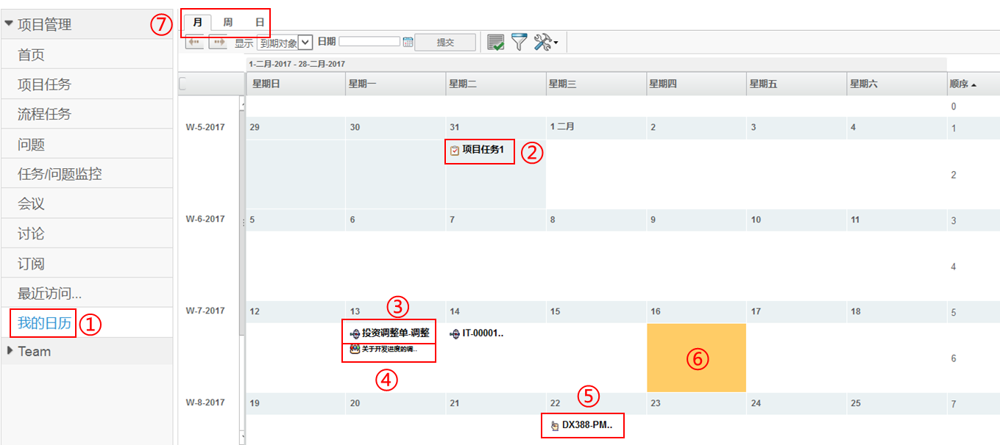 项目管理
首页
项目任务
流程任务
问题
任务/问题监控
会议
讨论
订阅
最近访问...
我的日历 ①
Team
⑦ 月 周 日
显示 到期对象 日期 提交
1-二月-2017 - 28-二月-2017
星期日 星期一 星期二 星期三 星期四 星期五 星期六 顺序
0
W-5-2017 29 30 31 1 二月 2 3 4 1
项目任务1 ②
2
W-6-2017 5 6 7 8 9 10 11 3
4
③
W-7-2017 12 13 14 15 16 17 18 5
投资调整单-调整 IT-00001..
关于开发进度的调..
⑥ 6
④
⑤
W-8-2017 19 20 21 22 23 24 25 7
DX388-PM..